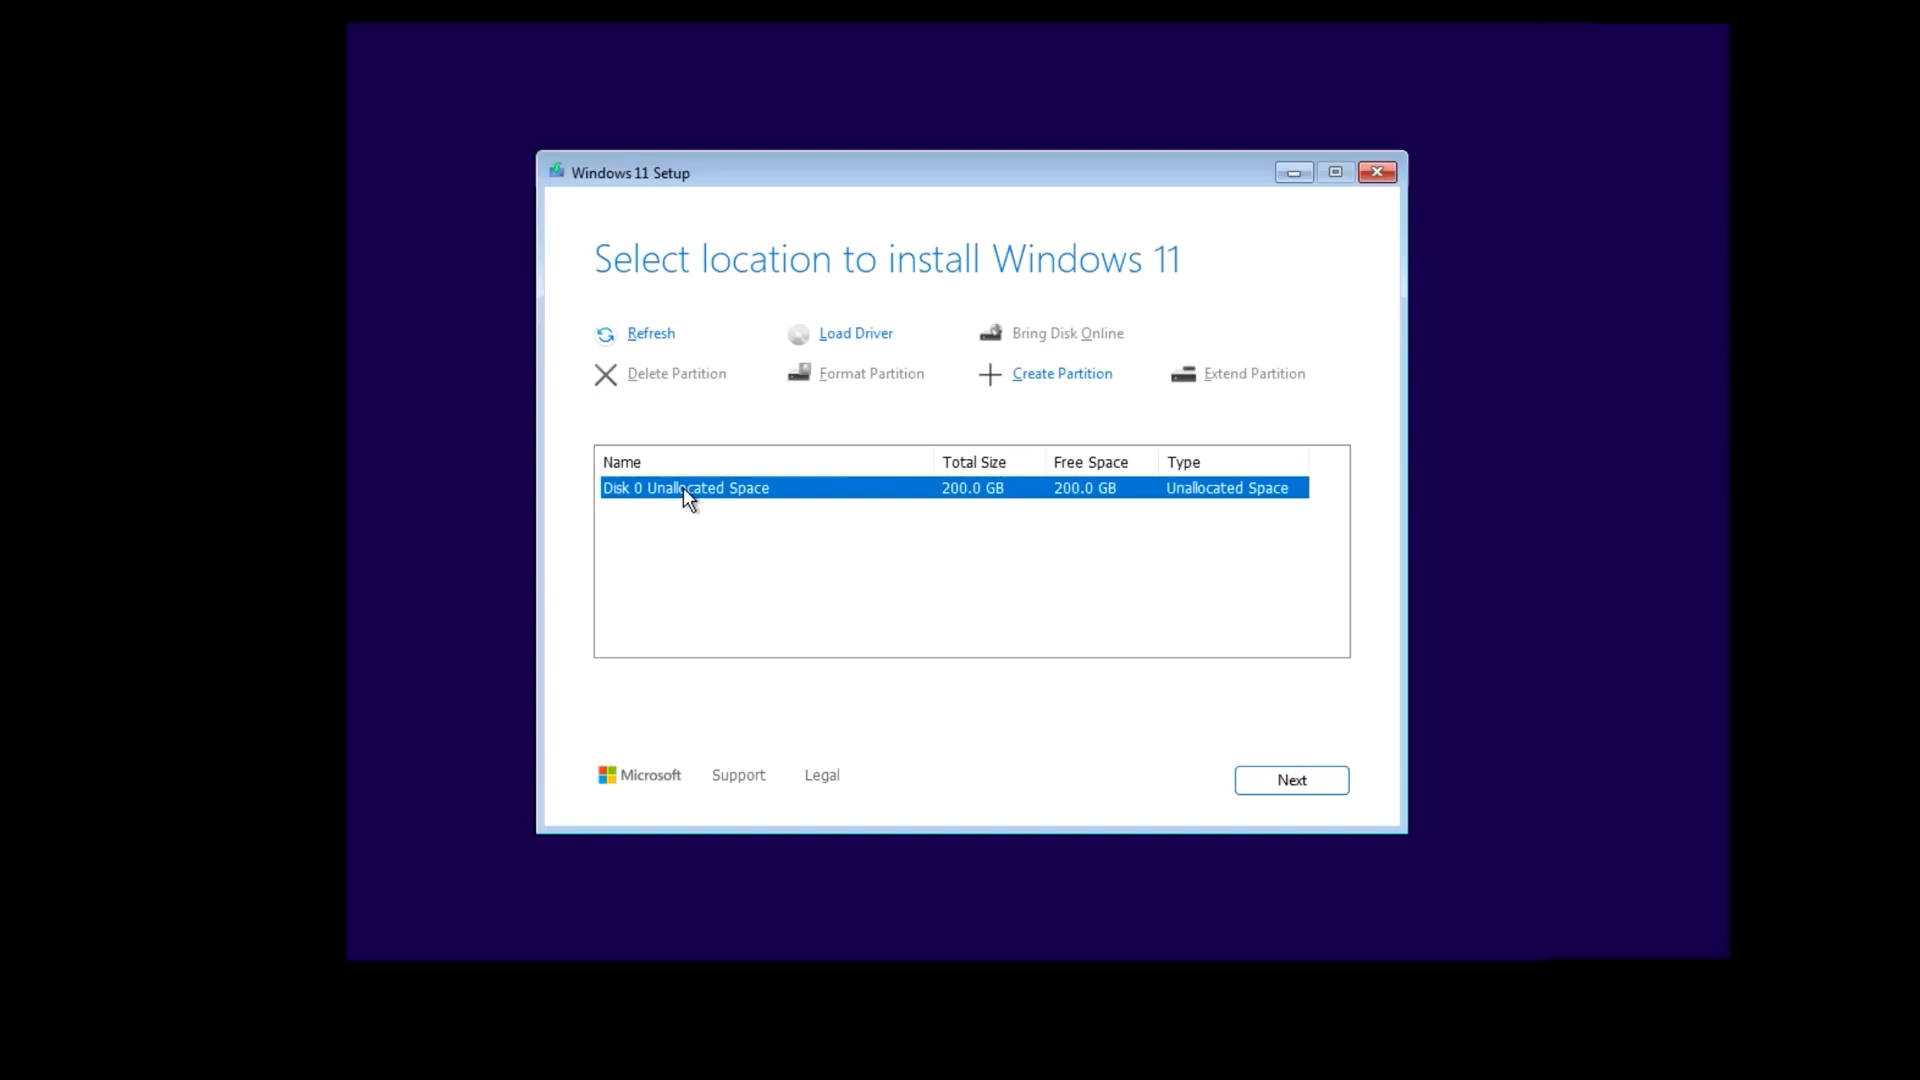 Windows 11 Setup
Select location to install Windows 11
Refresh
Load Driver
Bring Disk Online
Delete Partition
Format Partition
Create Partition
Extend Partition
Name Total Size Free Space Type
Disk 0 Unallocated Space 200.0 GB 200.0 GB Unallocated Space
Microsoft Support Legal
Next